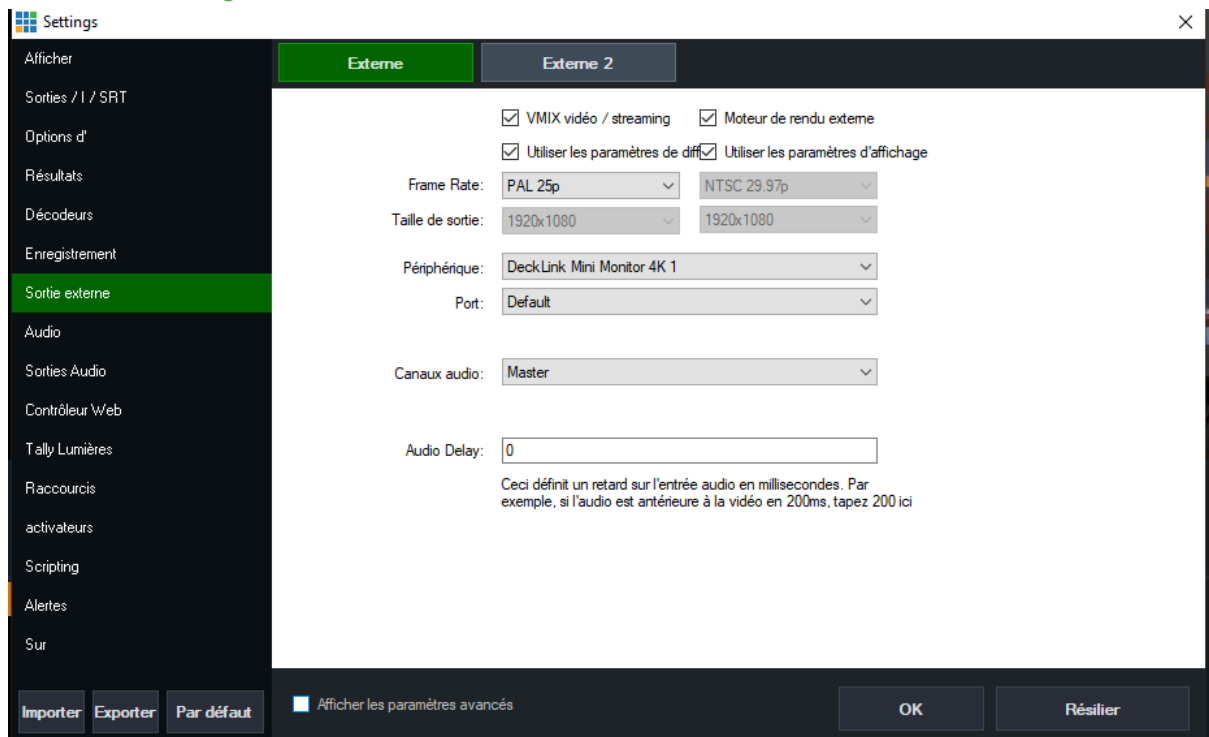 Settings
Afficher
Sorties / I / SRT
Options d'
Résultats
Décodeurs
Enregistrement
Sortie externe
Audio
Sorties Audio
Contrôleur Web
Tally Lumières
Raccourcis
activateurs
Scripting
Alertes
Sur
Importer Exporter Par défaut
Externe Externe 2
VMIX vidéo / streaming Moteur de rendu externe
Utiliser les paramètres de diff Utiliser les paramètres d'affichage
Frame Rate: PAL 25p NTSC 29.97p
Taille de sortie: 1920x1080 1920x1080
Périphérique: DeckLink Mini Monitor 4K 1
Port: Default
Canaux audio: Master
Audio Delay: 0
Ceci définit un retard sur l'entrée audio en millisecondes. Par
exemple, si l'audio est antérieure à la vidéo en 200ms, tapez 200 ici
Afficher les paramètres avancés OK Résilier